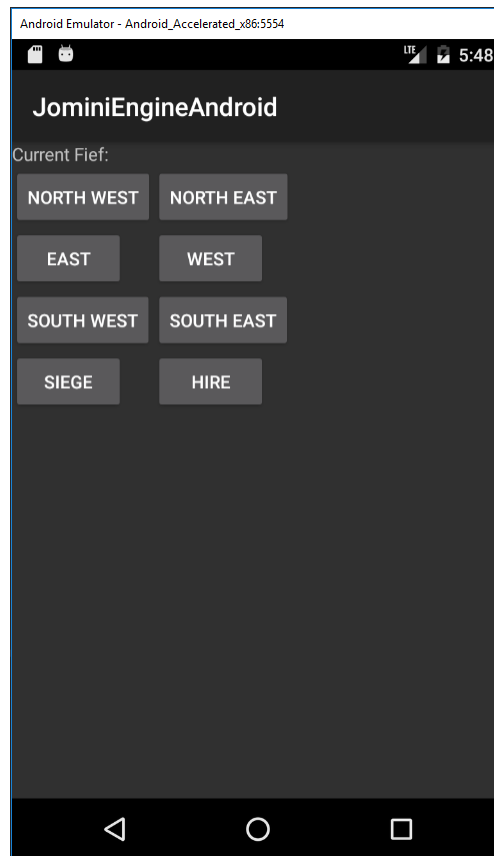 Android Emulator - Android_Accelerated_x86:5554
LTE 5:48
JominiEngineAndroid
Current Fief:
NORTH WEST NORTH EAST
EAST WEST
SOUTH WEST SOUTH EAST
SIEGE HIRE